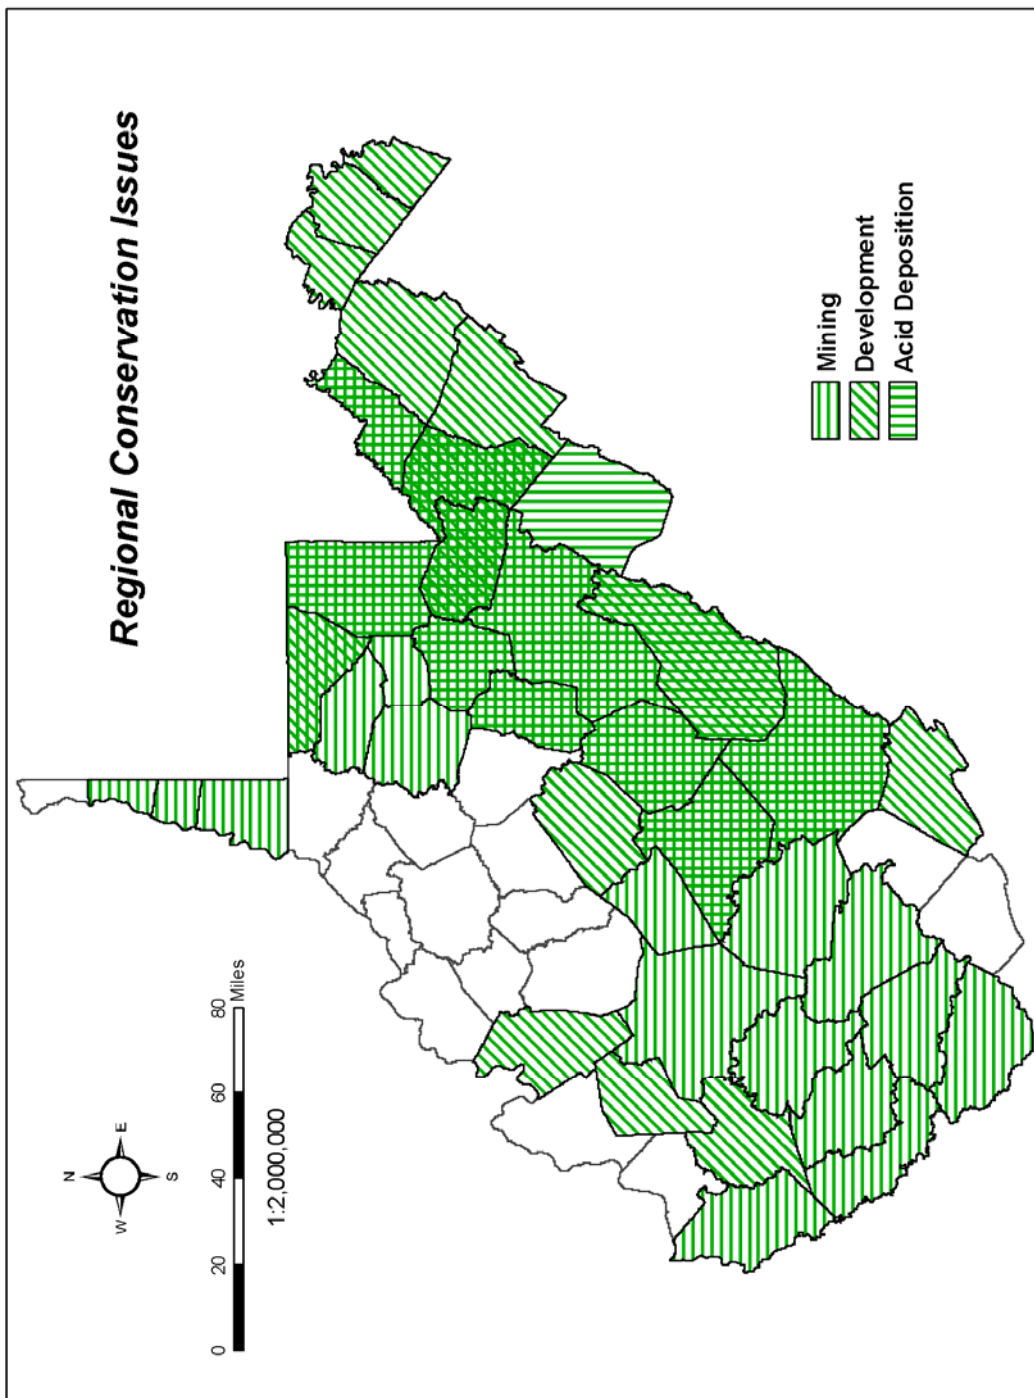 Regional Conservation Issues
N
W
E
S
0
20
40
60
80
Miles
1:2,000,000
Mining
Development
Acid Deposition